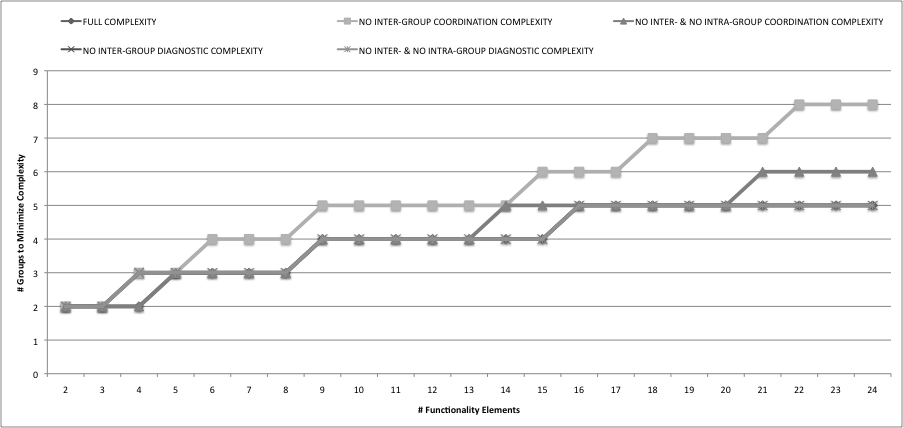 FULL COMPLEXITY NO INTER-GROUP COORDINATION COMPLEXITY NO INTER- & NO INTRA-GROUP COORDINATION COMPLEXITY
NO INTER-GROUP DIAGNOSTIC COMPLEXITY NO INTER- & NO INTRA-GROUP DIAGNOSTIC COMPLEXITY
# Groups to Minimize Complexity
9
8
7
6
5
4
3
2
1
0
2 3 4 5 6 7 8 9 10 11 12 13 14 15 16 17 18 19 20 21 22 23 24
# Functionality Elements